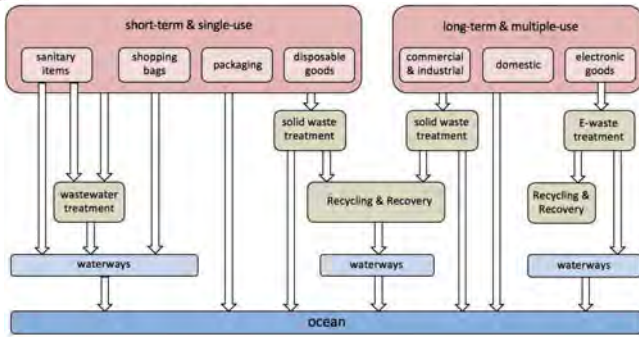 short-term & single-use
long-term & multiple-use
sanitary
items
shopping
bags
packaging
disposable
goods
commercial
& industrial
domestic
electronic
goods
solid waste
treatment
solid waste
treatment
E-waste
treatment
wastewater
treatment
Recycling & Recovery
Recycling &
Recovery
waterways
waterways
waterways
ocean